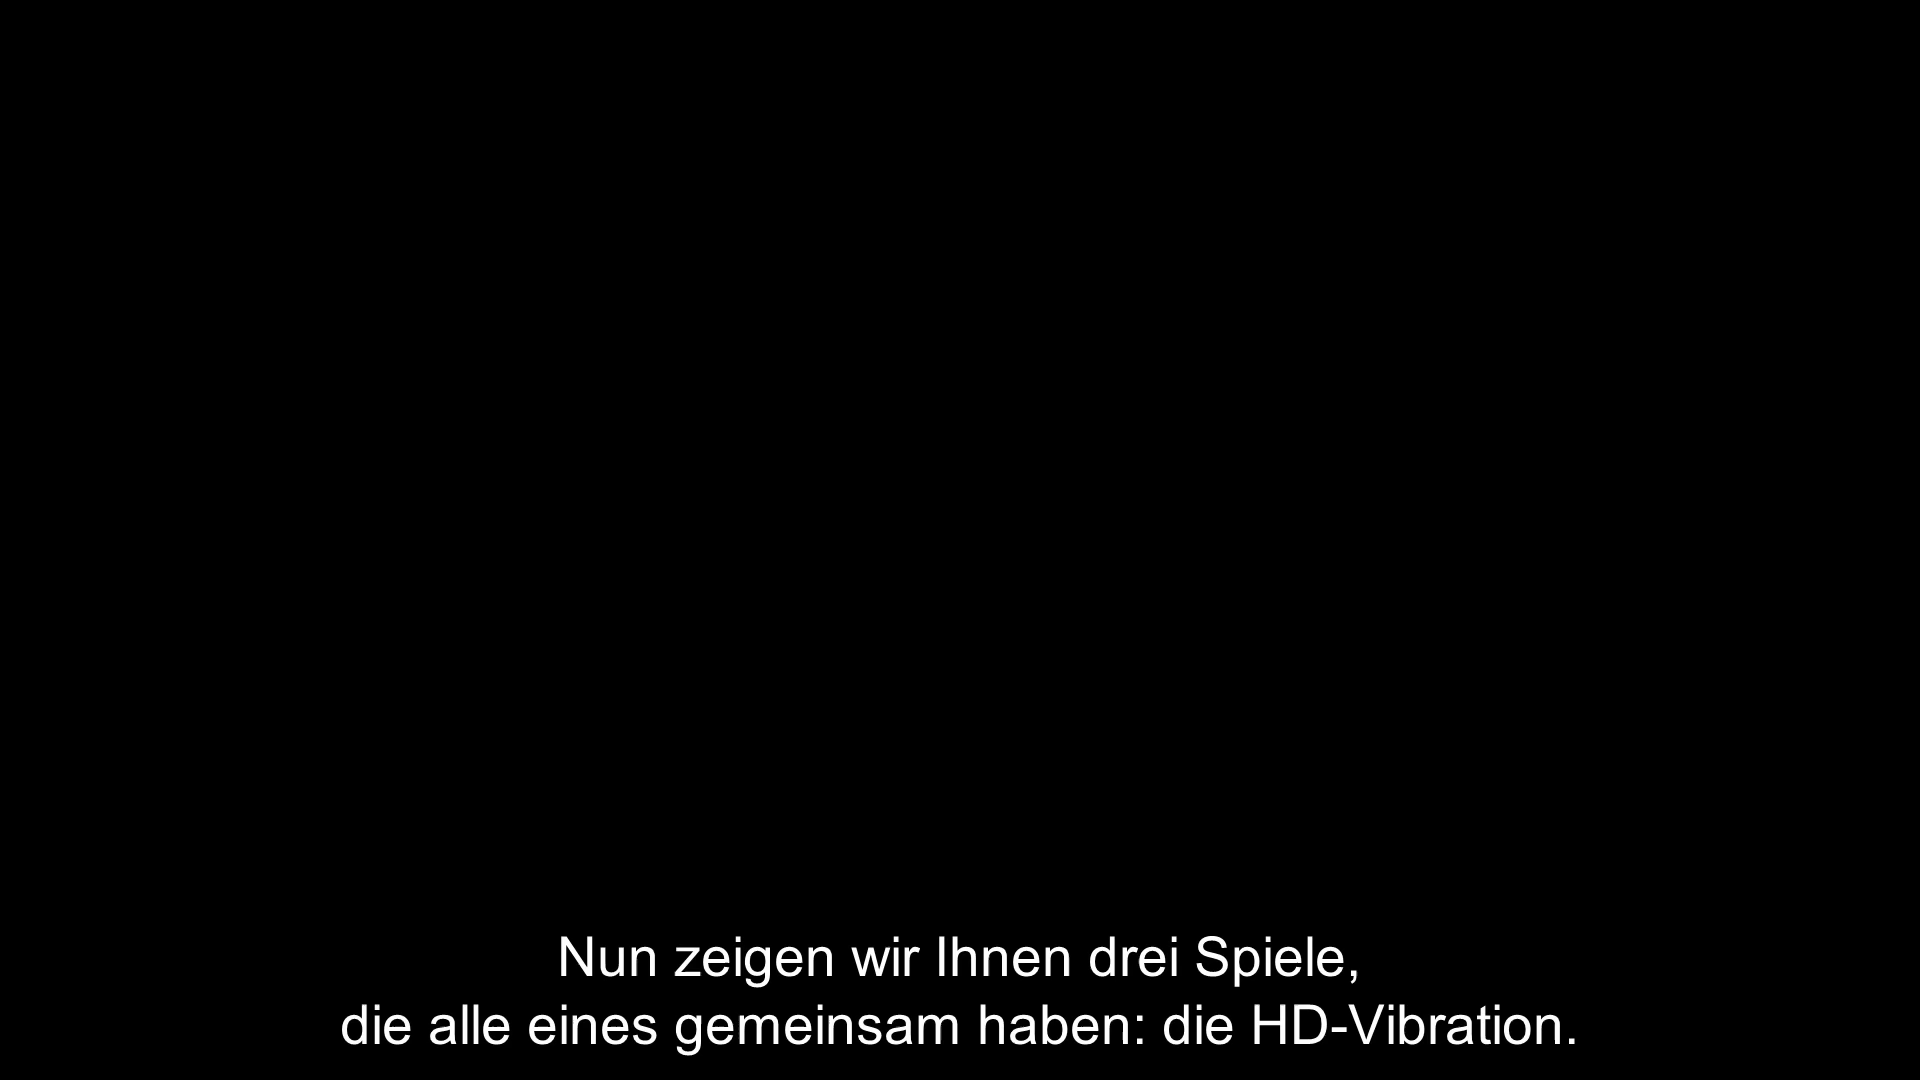 Nun zeigen wir Ihnen drei Spiele,
die alle eines gemeinsam haben: die HD-Vibration.